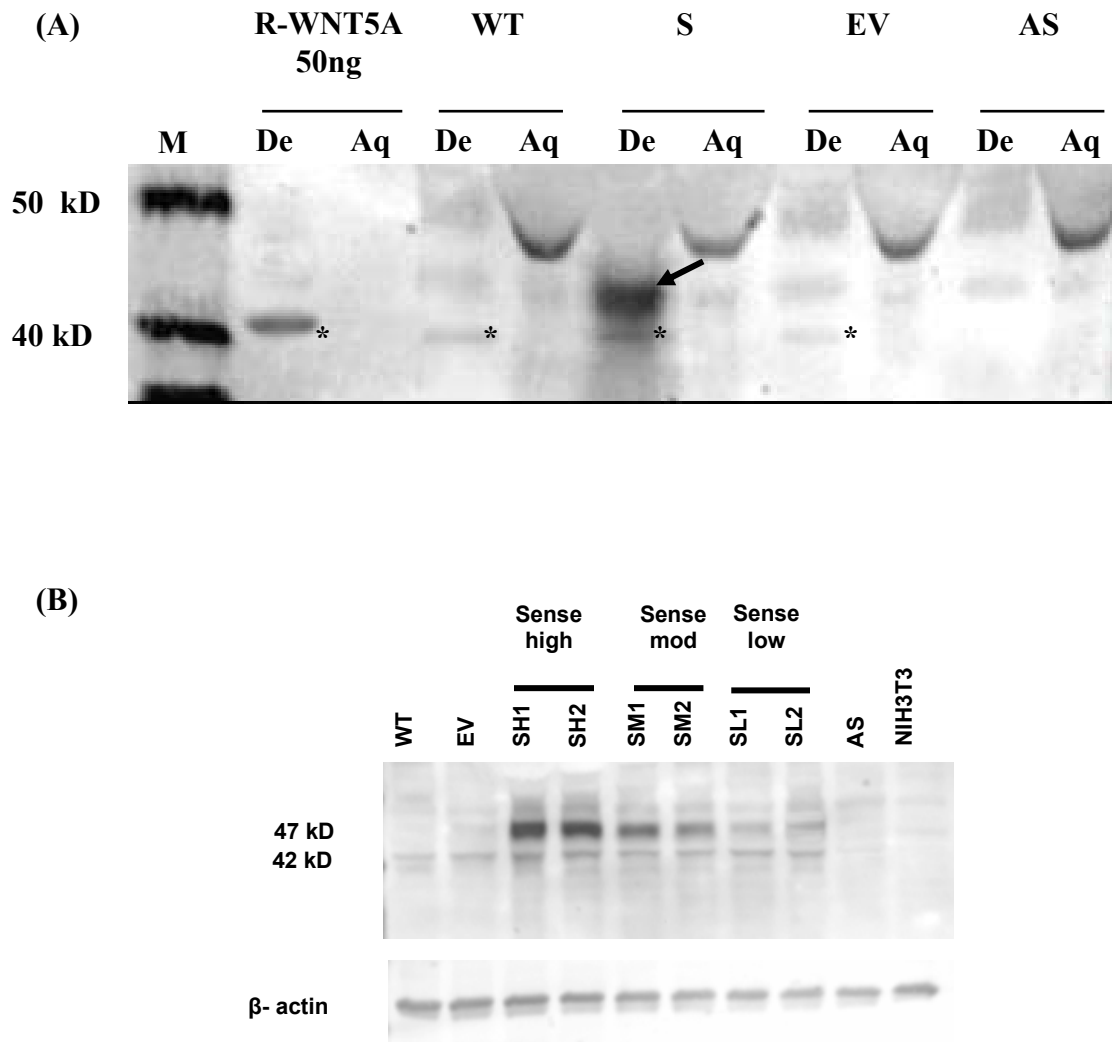 (A)
R-WNT5A WT S EV AS
50ng
M De Aq De Aq De Aq De Aq De Aq
50 kD
40 kD
* * * *
(B)
Sense Sense Sense
high mod low
WT EV SH1 SH2 SM1 SM2 SL1 SL2 AS NIH3T3
47 kD
42 kD
β- actin